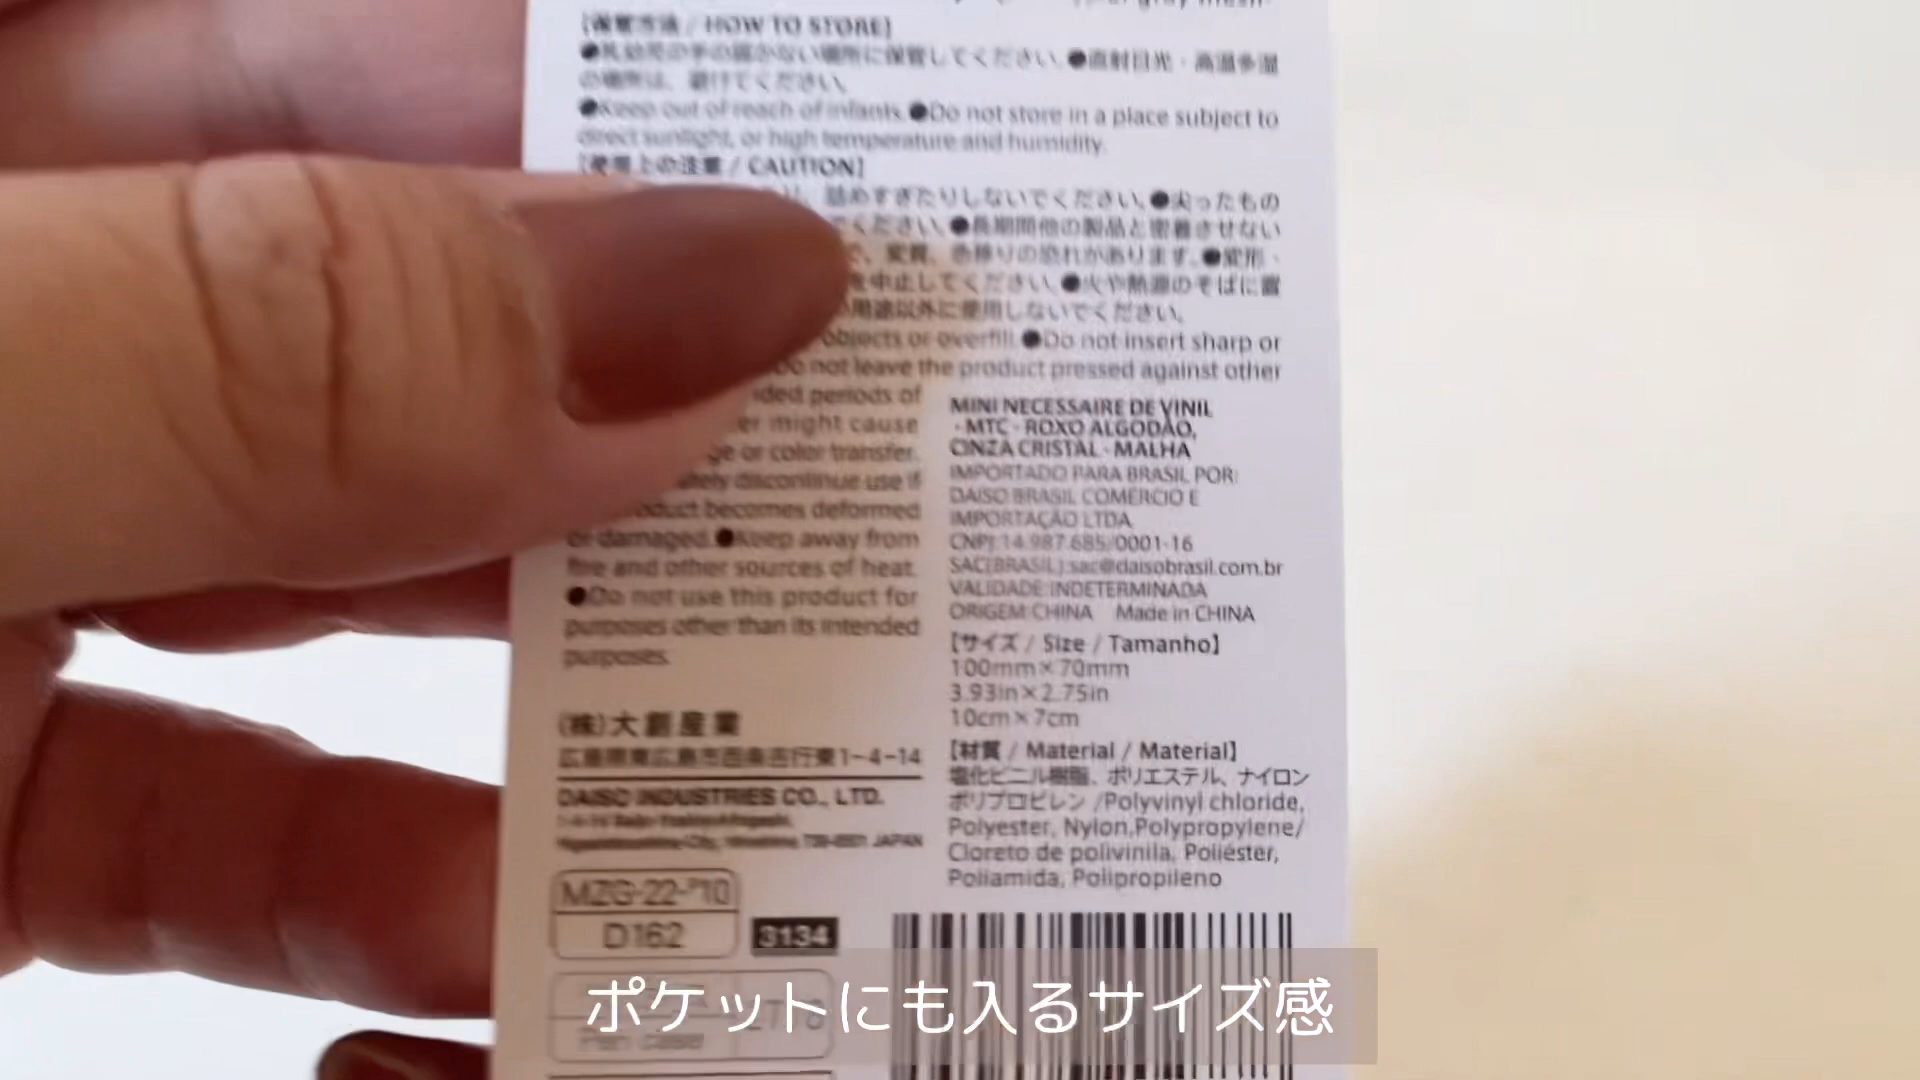 【保管方法 / HOW TO STORE】
●乳幼児の手の届かない場所に保管してください。●直射日光・高温多湿
の場所は、避けてください。
●Keep out of reach of infants. ●Do not store in a place subject to
direct sunlight, or high temperature and humidity.
【使用上の注意 / CAUTION】
詰めすぎたりしないでください。●尖ったもの
ください。●長期間他の製品と密着させない
変質、色移りの恐れがあります。●変形・
を中止してください。●火や熱源のそばに置
用途以外に使用しないでください。
objects or overfill. ●Do not insert sharp or
Do not leave the product pressed against other
periods of
might cause
or color transfer.
discontinue use if
becomes deformed
or damaged. ●Keep away from
fire and other sources of heat.
●Do not use this product for
purposes other than its intended
purposes.
(株)大創産業
広島県東広島市西条吉行東1-4-14
DAISO INDUSTRIES CO., LTD.
JAPAN
MZG-22-P10
D162
3134
Pen case
MINI NECESSAIRE DE VINIL
- MTC - ROXO ALGODÃO,
CINZA CRISTAL - MALHA
IMPORTADO PARA BRASIL POR:
DAISO BRASIL COMÉRCIO E
IMPORTAÇÃO LTDA
CNPJ:14.987.685/0001-16
SAC(BRASIL):sac@daisobrasil.com.br
VALIDADE:INDETERMINADA
ORIGEM:CHINA Made in CHINA
【サイズ / Size / Tamanho】
100mm×70mm
3.93in×2.75in
10cm×7cm
【材質 / Material / Material】
塩化ビニル樹脂、ポリエステル、ナイロン
ポリプロピレン /Polyvinyl chloride,
Polyester, Nylon,Polypropylene/
Cloreto de polivinila, Poliéster,
Poliamida, Polipropileno
ポケットにも入るサイズ感